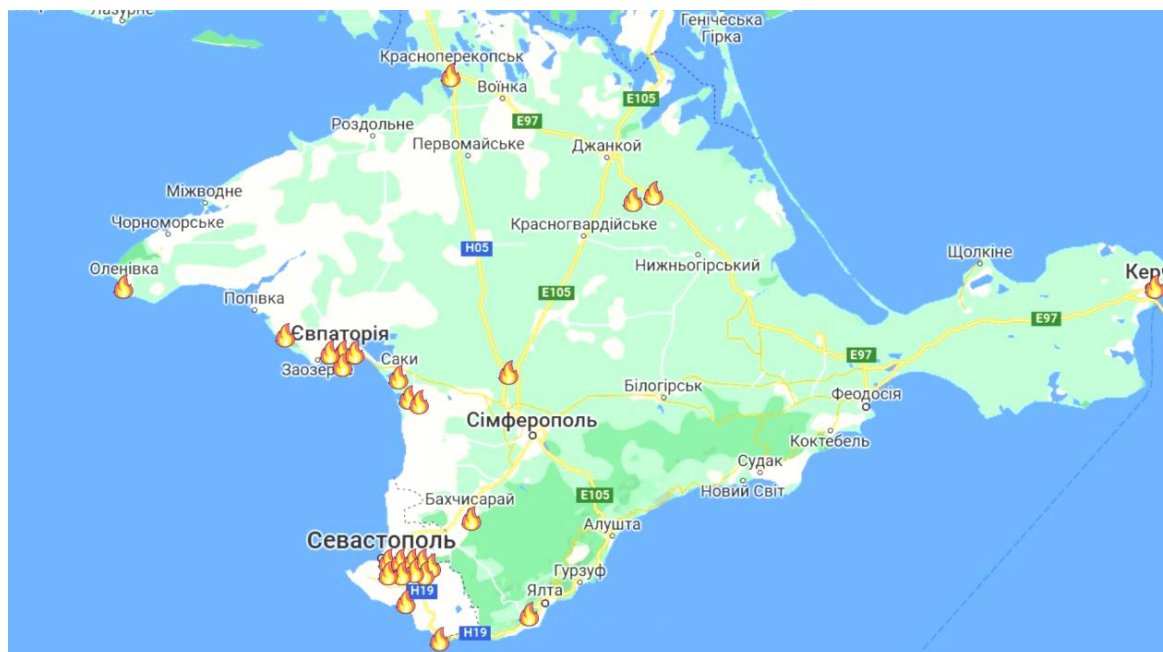 Лазурне
Генічеська
Гірка
Красноперекопськ
Воїнка
E105
E97
Роздольне
Первомайське
Джанкой
Міжводне
Чорноморське
Красногвардійське
H05
Щолкіне
Оленівка
Нижньогірський
Попівка
E105
E97
Євпаторія
E97
Заозерне
Саки
Білогірськ
Феодосія
Сімферополь
Коктебель
Судак
Новий Світ
E105
Бахчисарай
Алушта
Севастополь
Гурзуф
H19
Ялта
H19